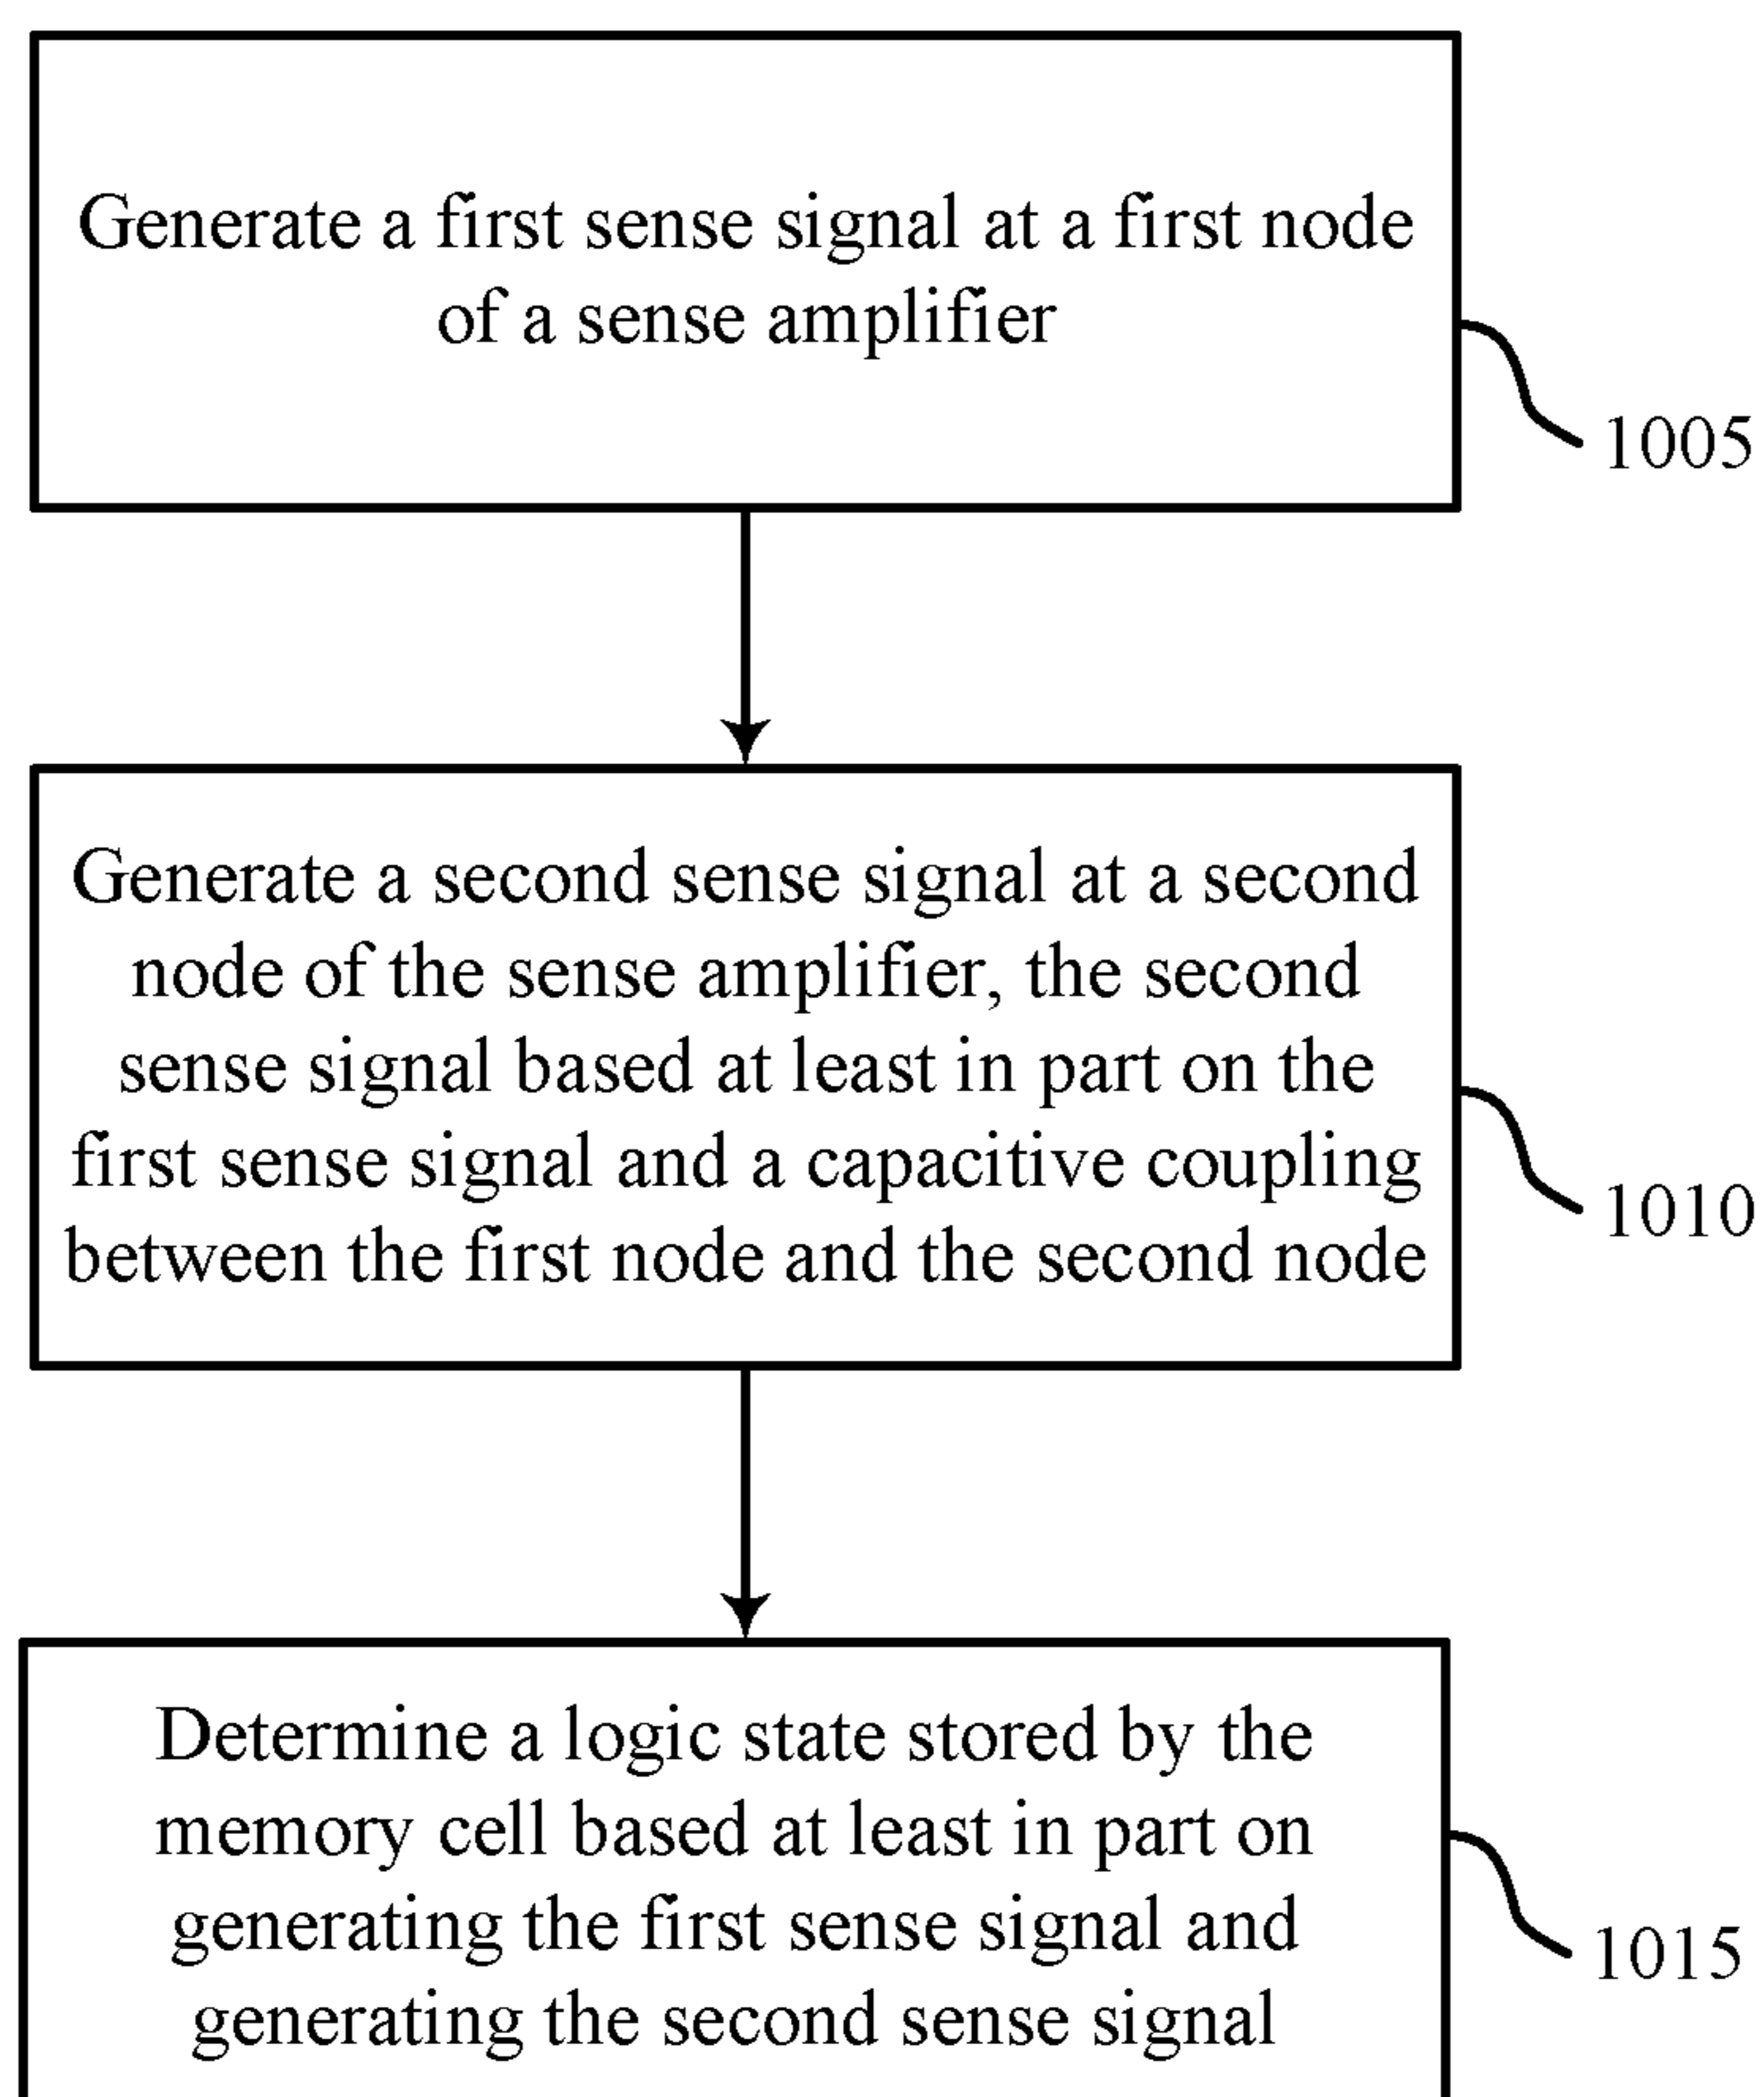 Generate a first sense signal at a first node
of a sense amplifier
1005
Generate a second sense signal at a second
node of the sense amplifier, the second
sense signal based at least in part on the
first sense signal and a capacitive coupling
between the first node and the second node
1010
Determine a logic state stored by the
memory cell based at least in part on
generating the first sense signal and
generating the second sense signal
1015